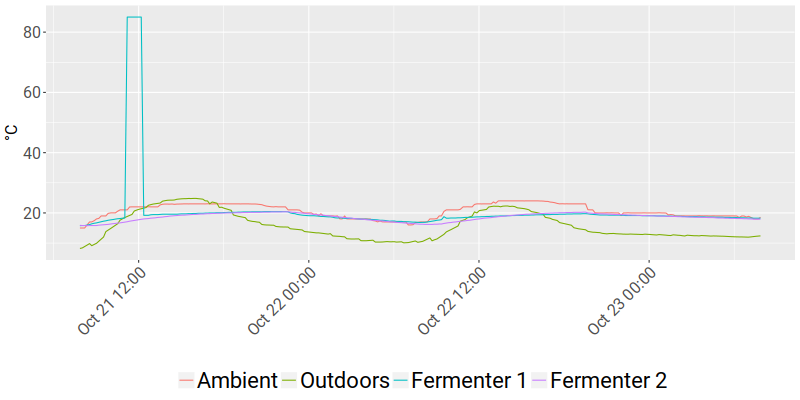 80
60
40
20
°C
Oct 21 12:00
Oct 22 00:00
Oct 22 12:00
Oct 23 00:00
Ambient Outdoors Fermenter 1 Fermenter 2